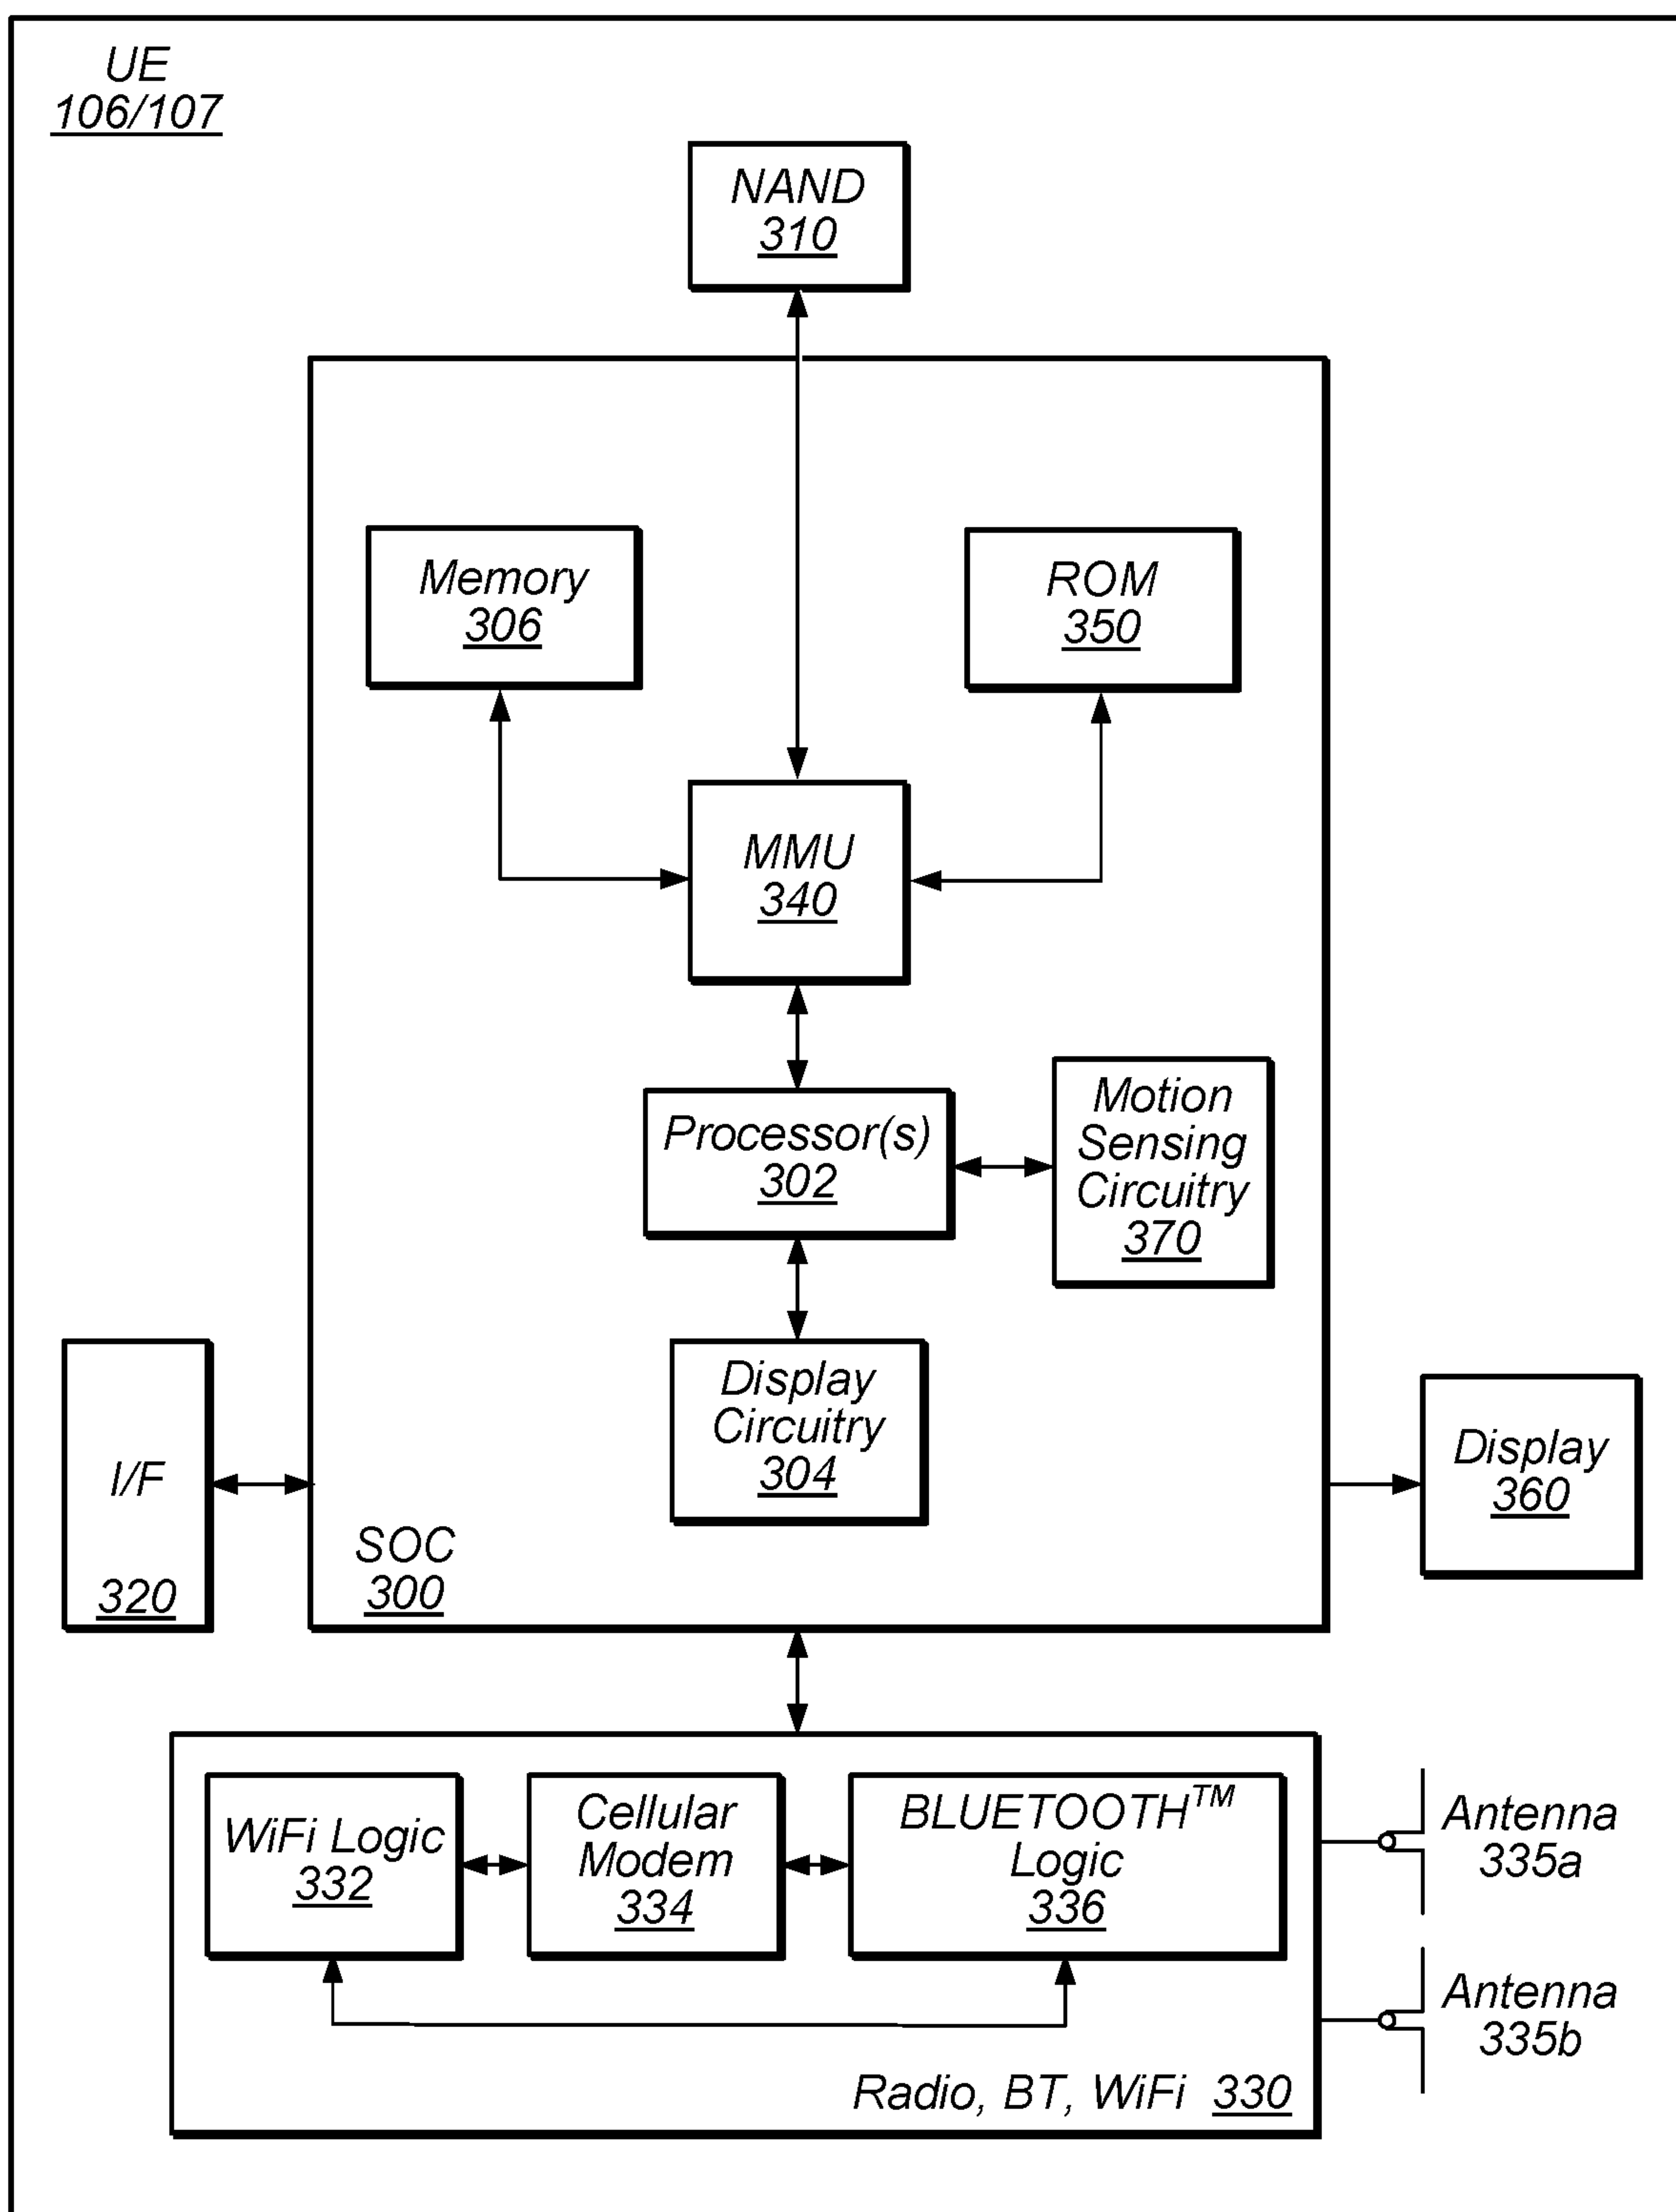 UE
106/107
NAND
310
Memory
306
ROM
350
MMU
340
Processor(s)
302
Motion
Sensing
Circuitry
370
Display
Circuitry
304
I/F
320
SOC
300
Display
360
WiFi Logic
332
Cellular
Modem
334
BLUETOOTH™
Logic
336
Antenna
335a
Antenna
335b
Radio, BT, WiFi 330